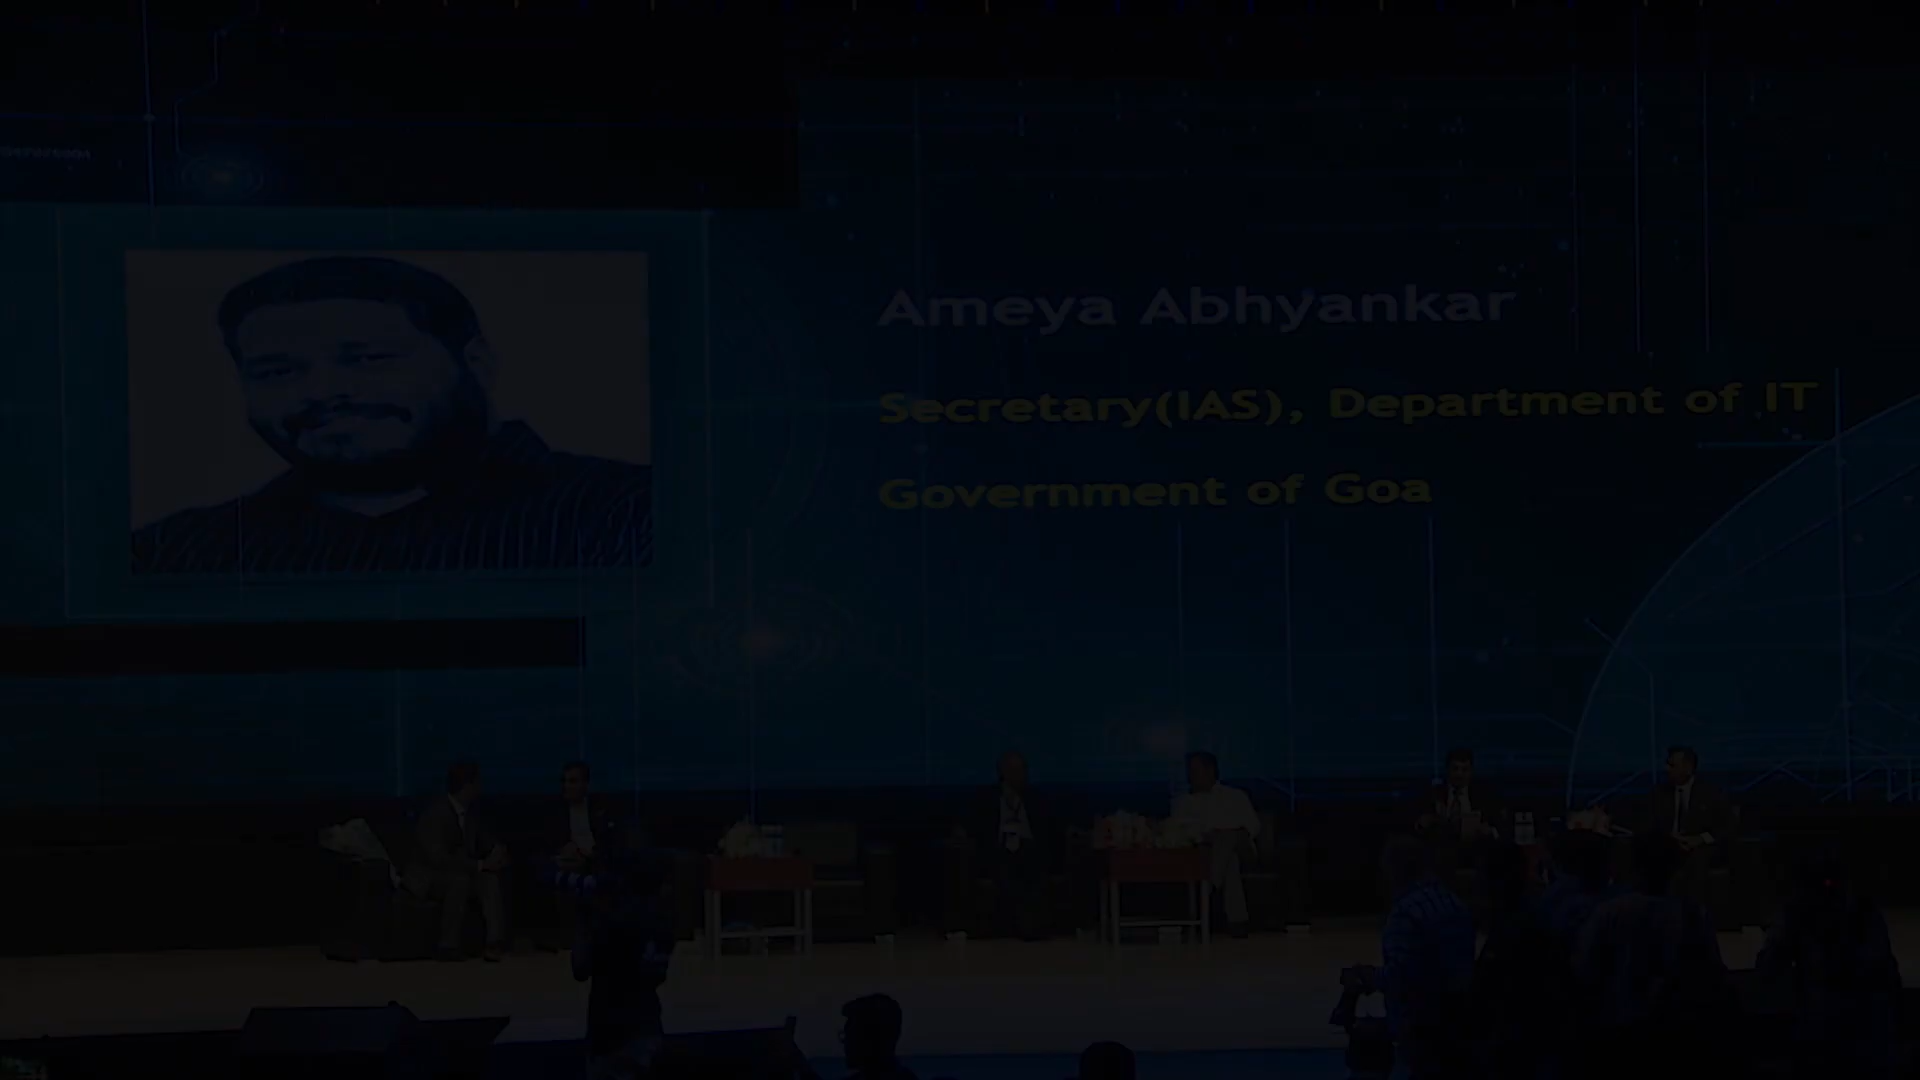 Ameya Abhyankar
Secretary(IAS), Department of IT
Government of Goa